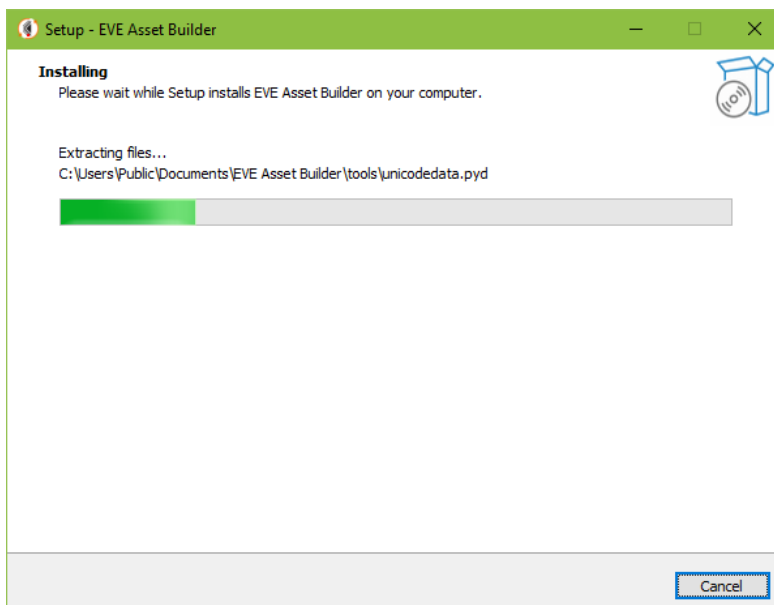 Setup - EVE Asset Builder
Installing
Please wait while Setup installs EVE Asset Builder on your computer.
Extracting files...
C:\Users\Public\Documents\EVE Asset Builder\tools\unicodedata.pyd
Cancel